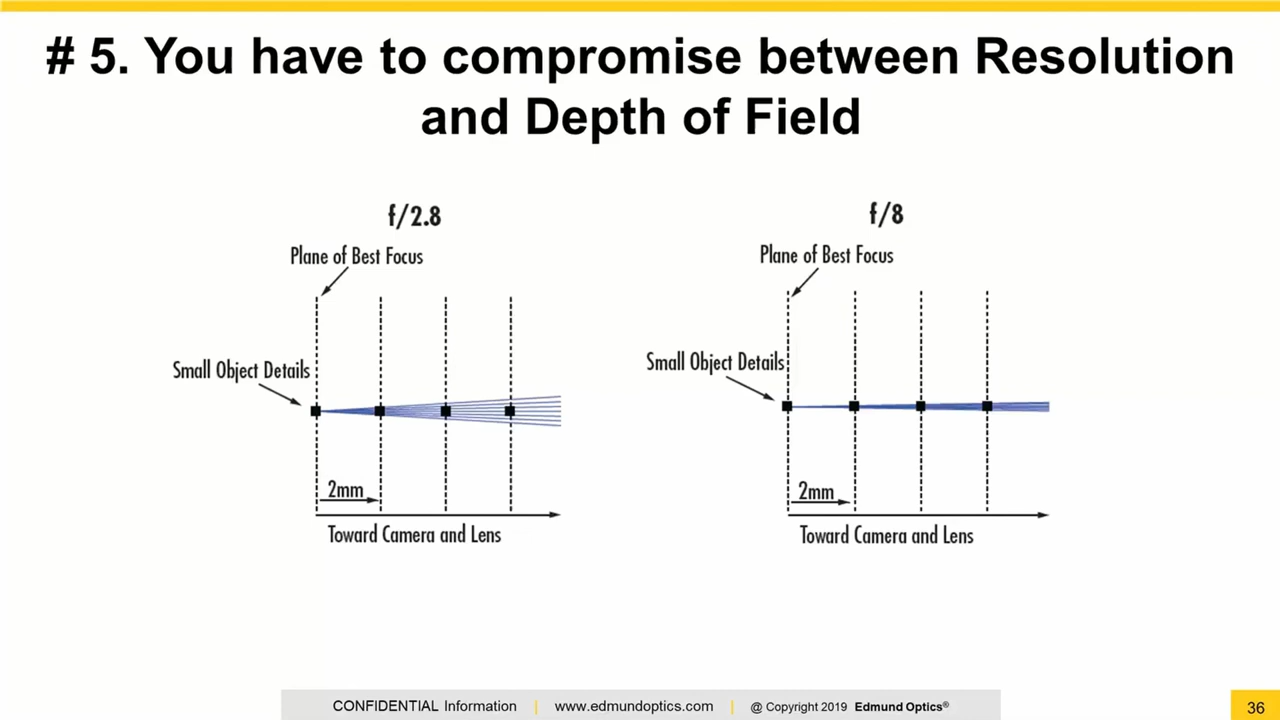 # 5. You have to compromise between Resolution
and Depth of Field
f/2.8
Plane of Best Focus
Small Object Details
2mm
Toward Camera and Lens
f/8
Plane of Best Focus
Small Object Details
2mm
Toward Camera and Lens
CONFIDENTIAL Information | www.edmundoptics.com | @ Copyright 2019 Edmund Optics®
36